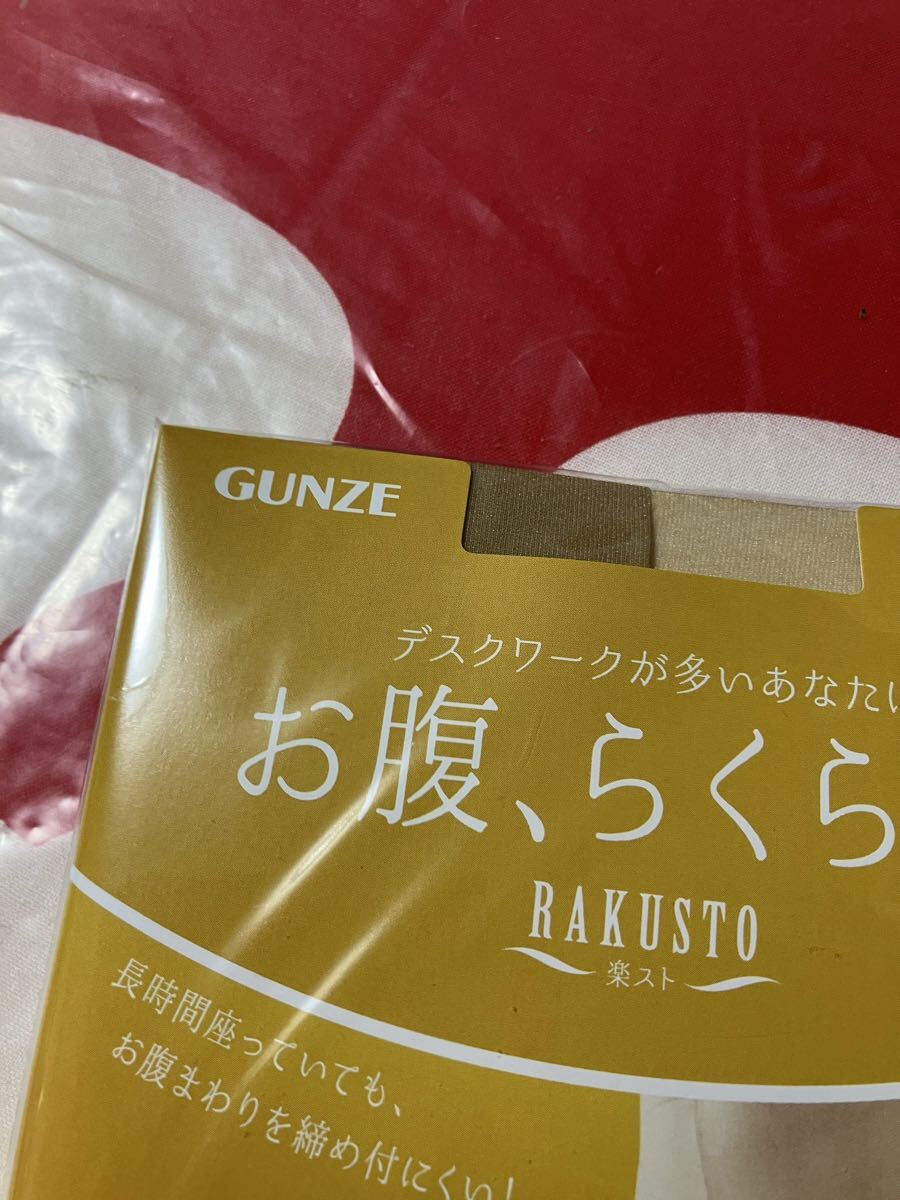 GUNZE
デスクワークが多いあなたに
お腹、らくら
RAKUSTO
楽スト
長時間座っていても、
お腹まわりを締め付けにくい!